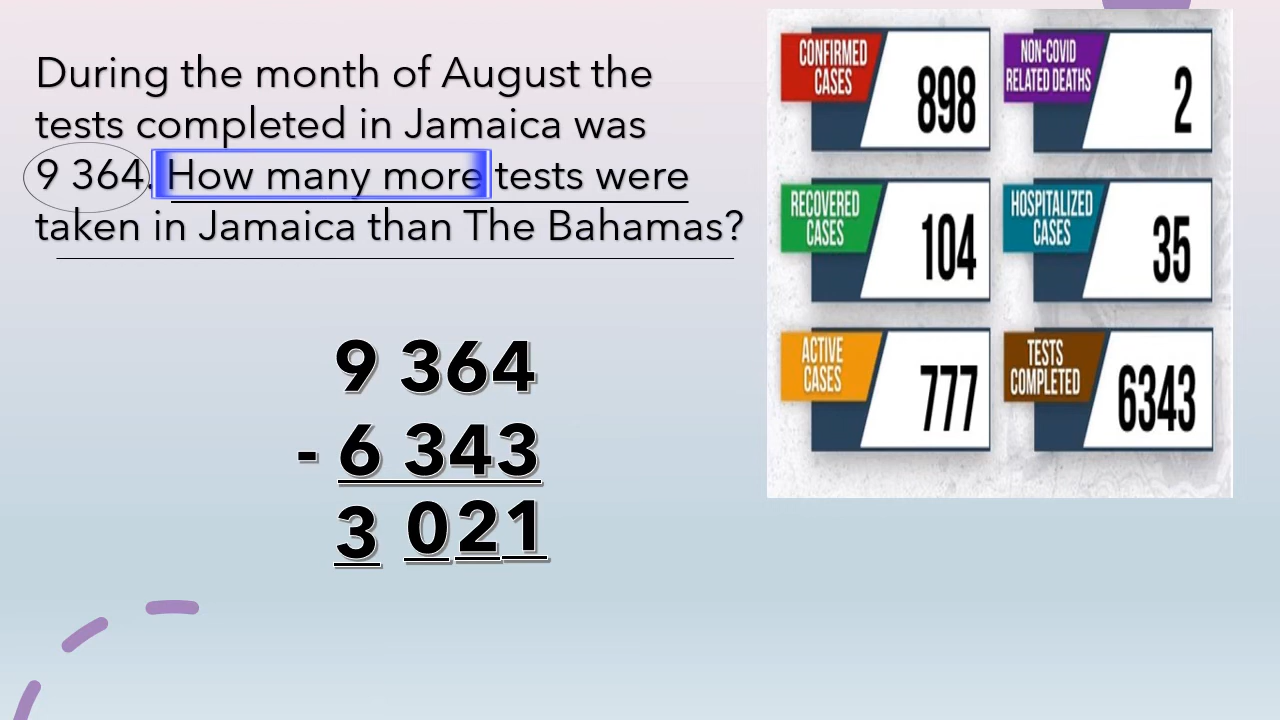 During the month of August the
tests completed in Jamaica was
9 364. How many more tests were
taken in Jamaica than The Bahamas?
9 364
- 6 343
3 021
CONFIRMED
CASES
898
NON-COVID
RELATED DEATHS
2
RECOVERED
CASES
104
HOSPITALIZED
CASES
35
ACTIVE
CASES
777
TESTS
COMPLETED
6343